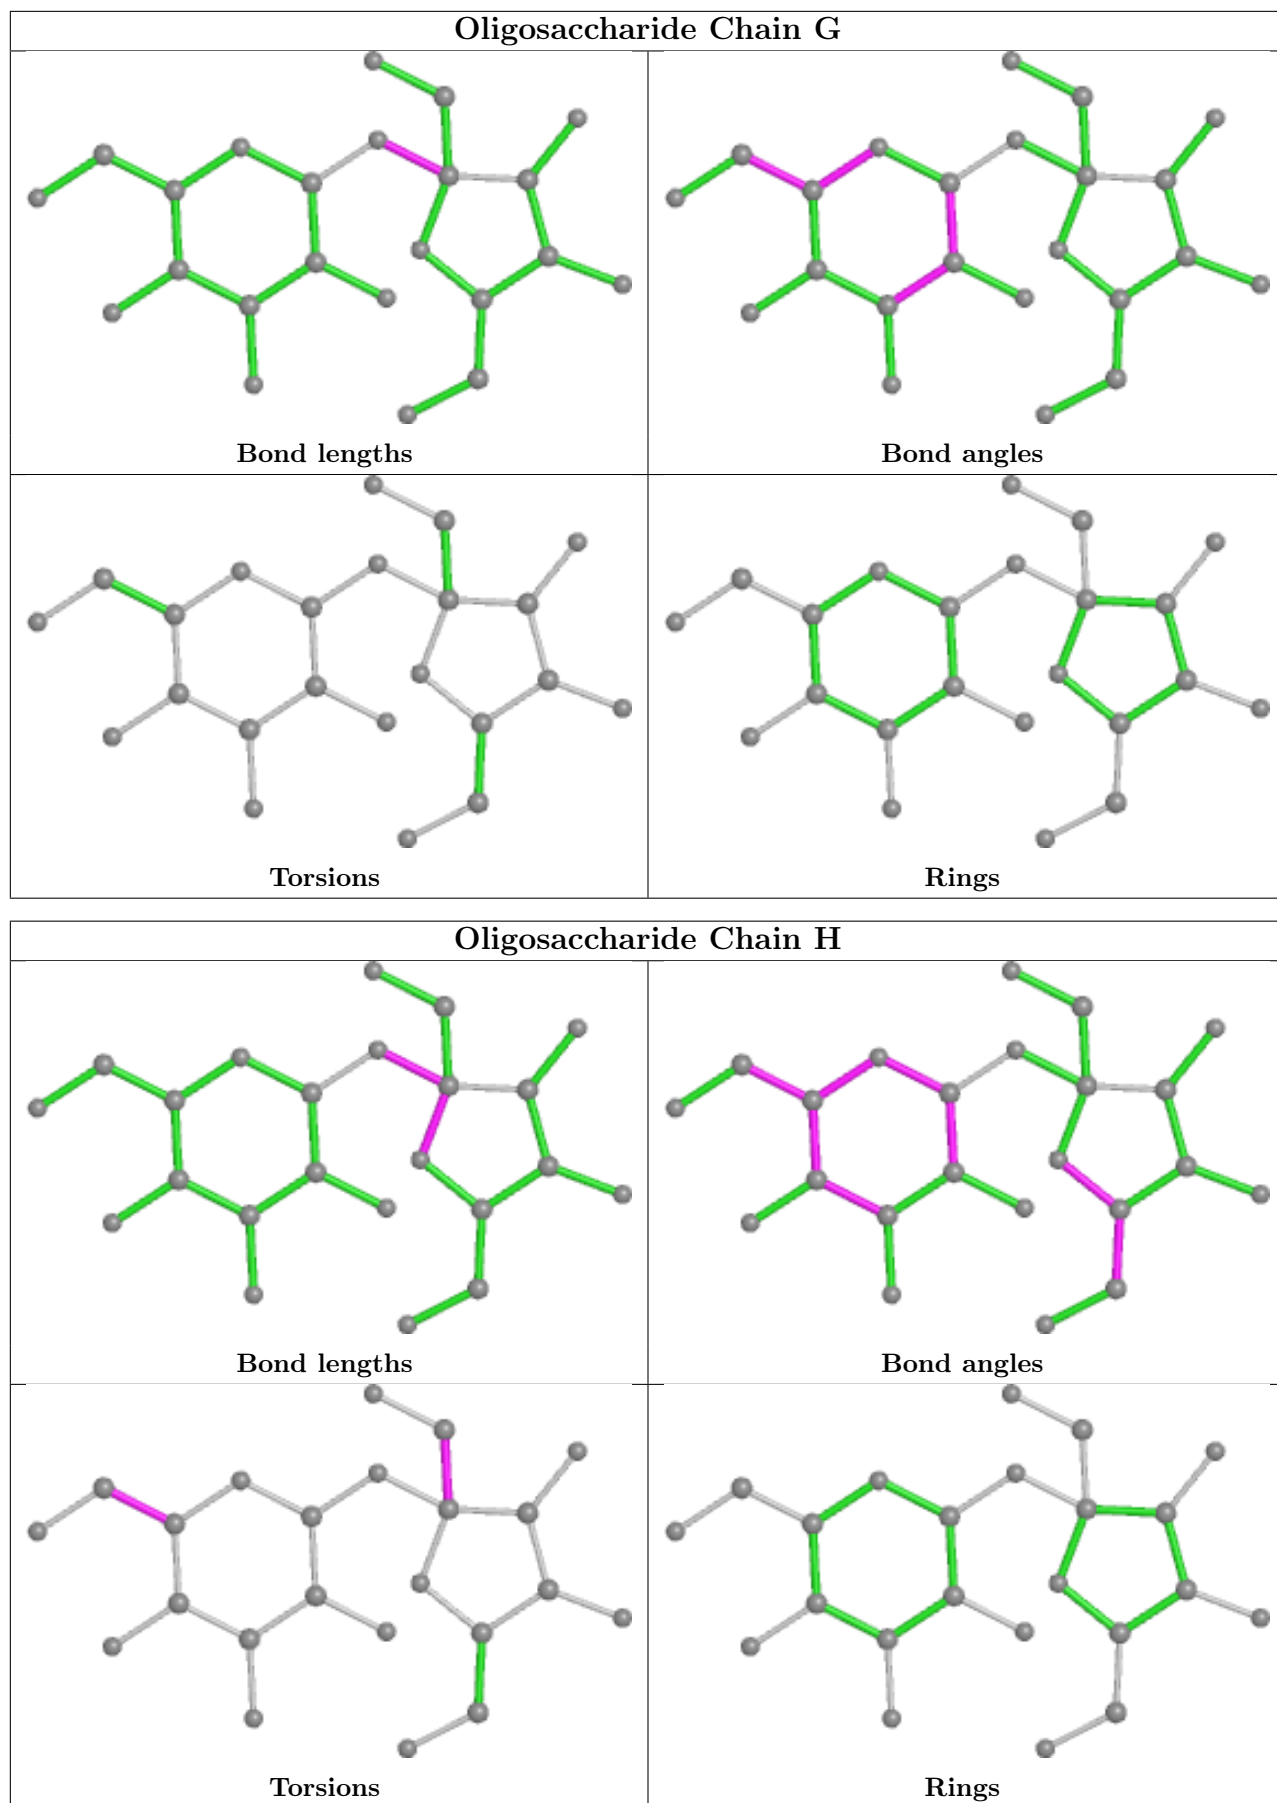 Oligosaccharide Chain G
Bond lengths
Bond angles
Torsions
Rings
Oligosaccharide Chain H
Bond lengths
Bond angles
Torsions
Rings